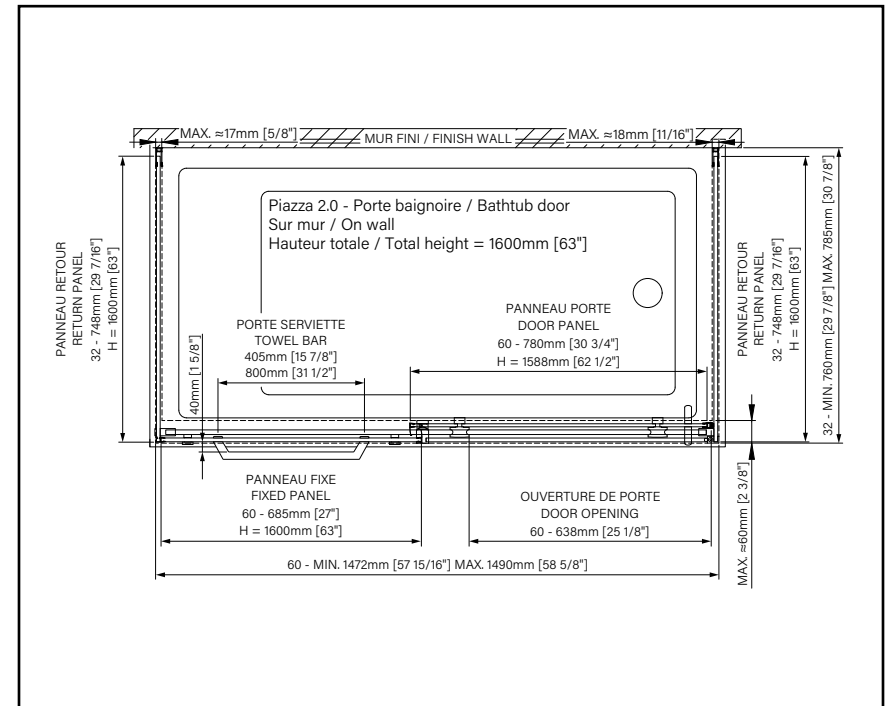 MAX. ≈17mm [5/8"]
MUR FINI / FINISH WALL
MAX. ≈18mm [11/16"]
Piazza 2.0 - Porte baignoire / Bathtub door
Sur mur / On wall
Hauteur totale / Total height = 1600mm [63"]
PANNEAU RETOUR
RETURN PANEL
32 - 748mm [29 7/16"]
H = 1600mm [63"]
PORTE SERVIETTE
TOWEL BAR
405mm [15 7/8"]
800mm [31 1/2"]
40mm [1 5/8"]
PANNEAU PORTE
DOOR PANEL
60 - 780mm [30 3/4"]
H = 1588mm [62 1/2"]
PANNEAU RETOUR
RETURN PANEL
32 - 748mm [29 7/16"]
H = 1600mm [63"]
32 - MIN. 760mm [29 7/8"] MAX. 785mm [30 7/8"]
PANNEAU FIXE
FIXED PANEL
60 - 685mm [27"]
H = 1600mm [63"]
OUVERTURE DE PORTE
DOOR OPENING
60 - 638mm [25 1/8"]
MAX. ≈60mm [2 3/8"]
60 - MIN. 1472mm [57 15/16"] MAX. 1490mm [58 5/8"]